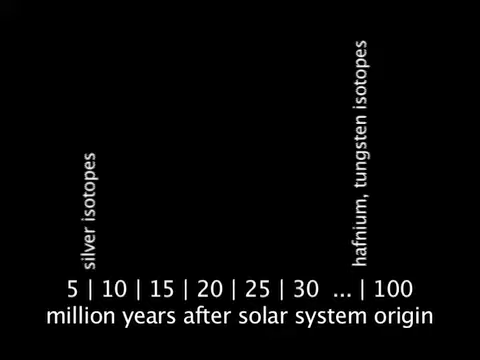 silver isotopes
hafnium, tungsten isotopes
5 | 10 | 15 | 20 | 25 | 30 ... | 100
million years after solar system origin